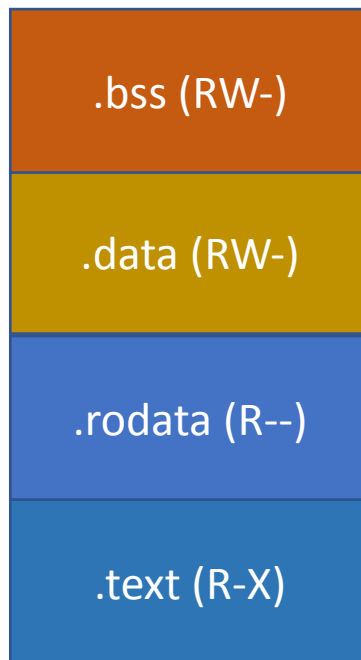 .bss (RW-)
.data (RW-)
.rodata (R--)
.text (R-X)